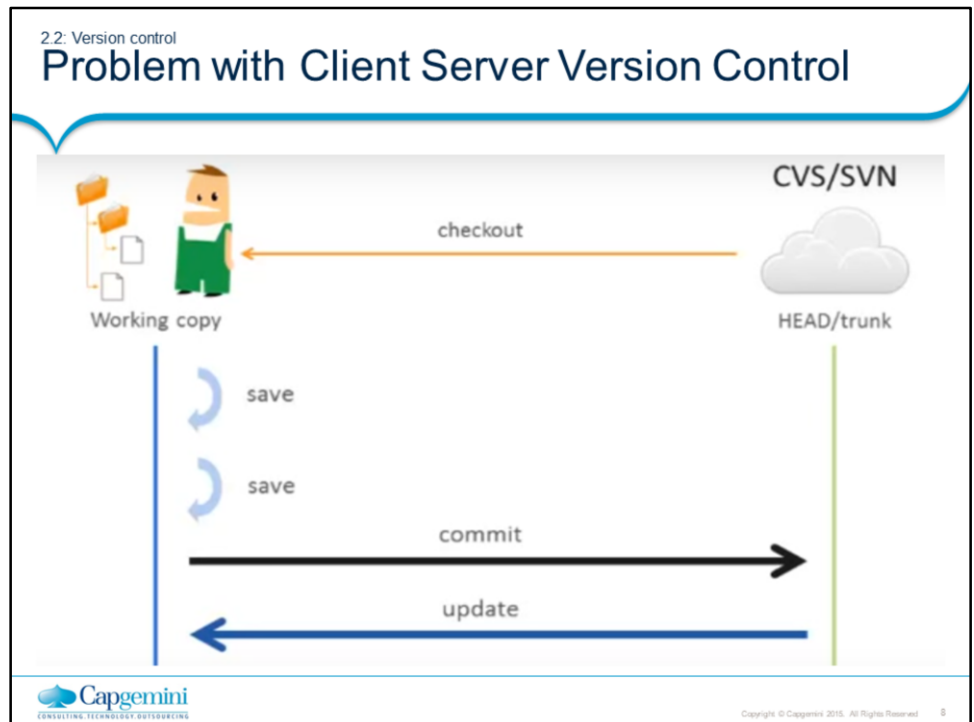 2.2: Version control
Problem with Client Server Version Control
CVS/SVN
checkout
Working copy
HEAD/trunk
save
save
commit
update
Capgemini
CONSULTING.TECHNOLOGY.OUTSOURCING
Copyright © Capgemini 2015. All Rights Reserved 8